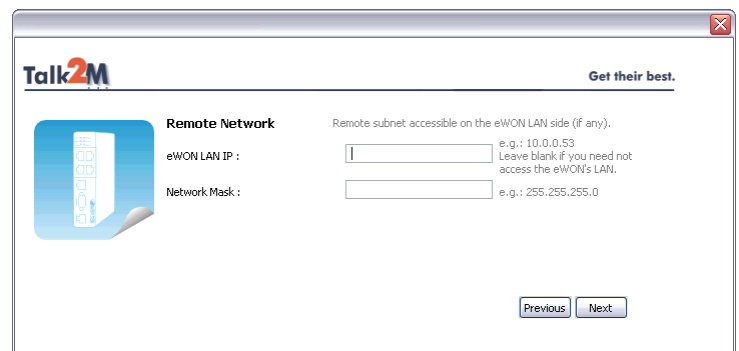 Talk2M
Get their best.
Remote Network
Remote subnet accessible on the eWON LAN side (if any).
eWON LAN IP :
e.g.: 10.0.0.53
Leave blank if you need not
access the eWON's LAN.
Network Mask :
e.g.: 255.255.255.0
Previous
Next